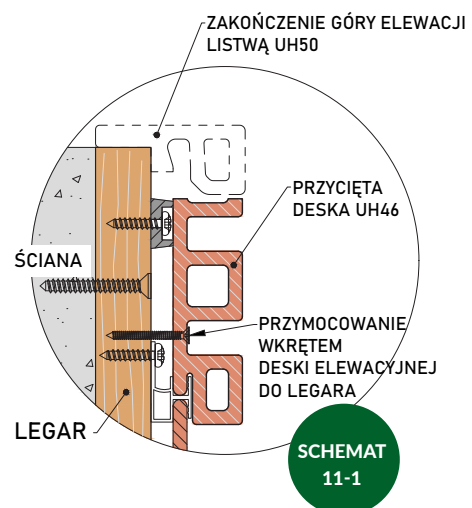 ZAKOŃCZENIE GÓRY ELEWACJI
LISTWĄ UH50
PRZYCIĘTA
DESKA UH46
ŚCIANA
PRZYMOCOWANIE
WKRĘTEM
DESKI ELEWACYJNEJ
DO LEGARA
LEGAR
SCHEMAT
11-1